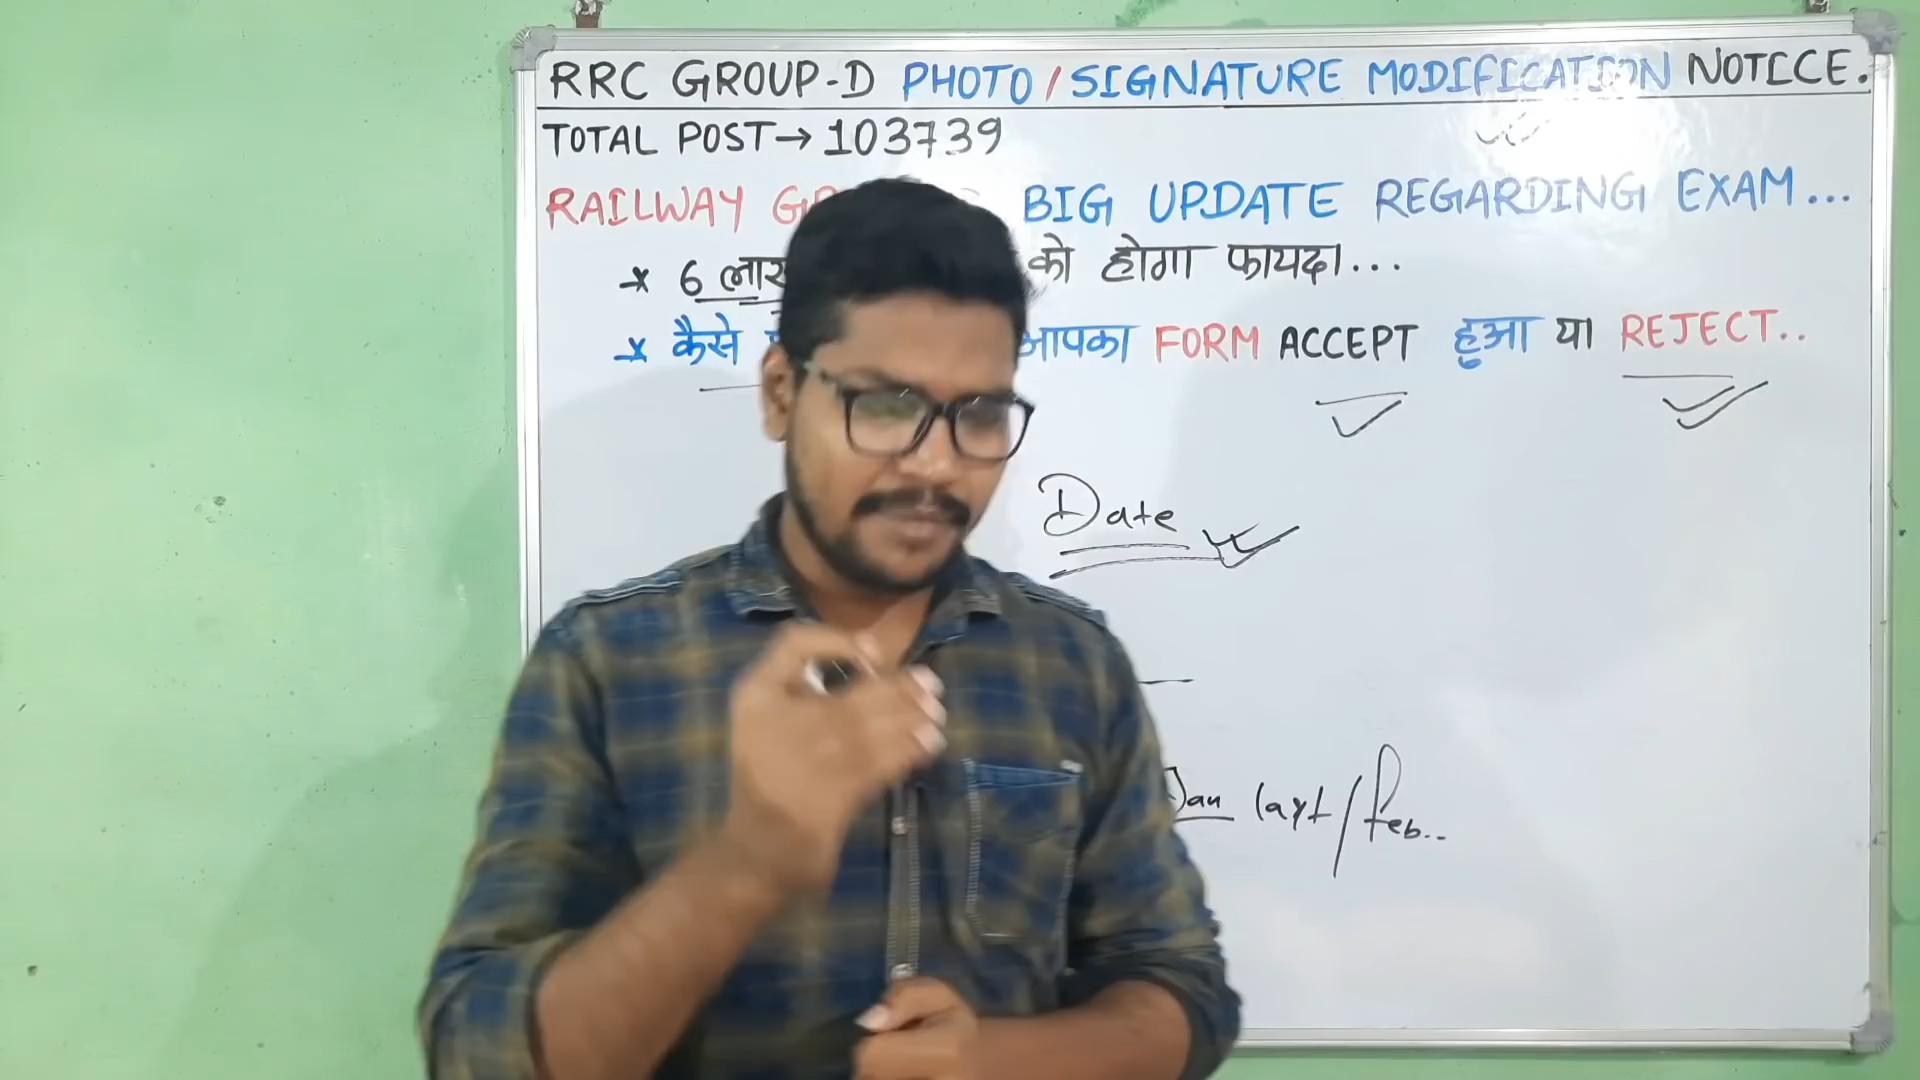 RRC GROUP-D PHOTO/SIGNATURE MODIFICATION NOTICE.
TOTAL POST→103739
RAILWAY BIG UPDATE REGARDING EXAM...
* 6 को होगा फायदा...
* कैसे आपका FORM ACCEPT हुआ या REJECT..
Date
Jan last/feb..